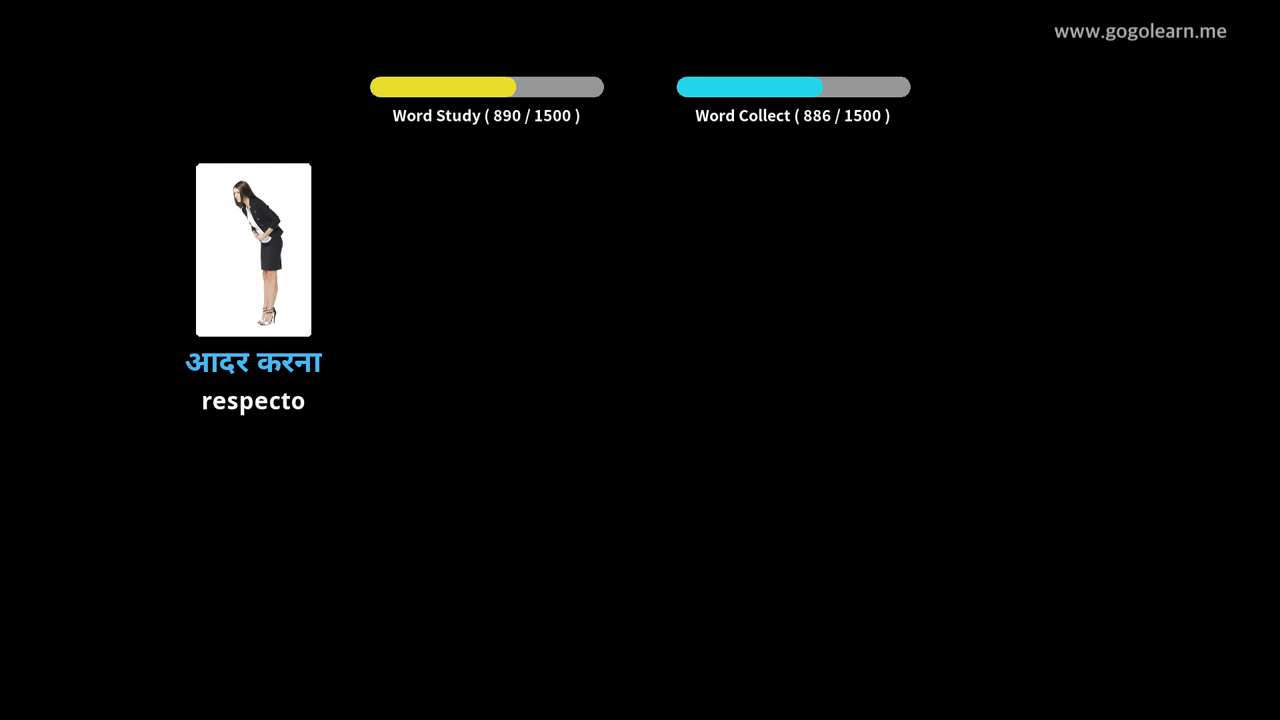 www.gogolearn.me
Word Study ( 890 / 1500 )
Word Collect ( 886 / 1500 )
आदर करना
respecto